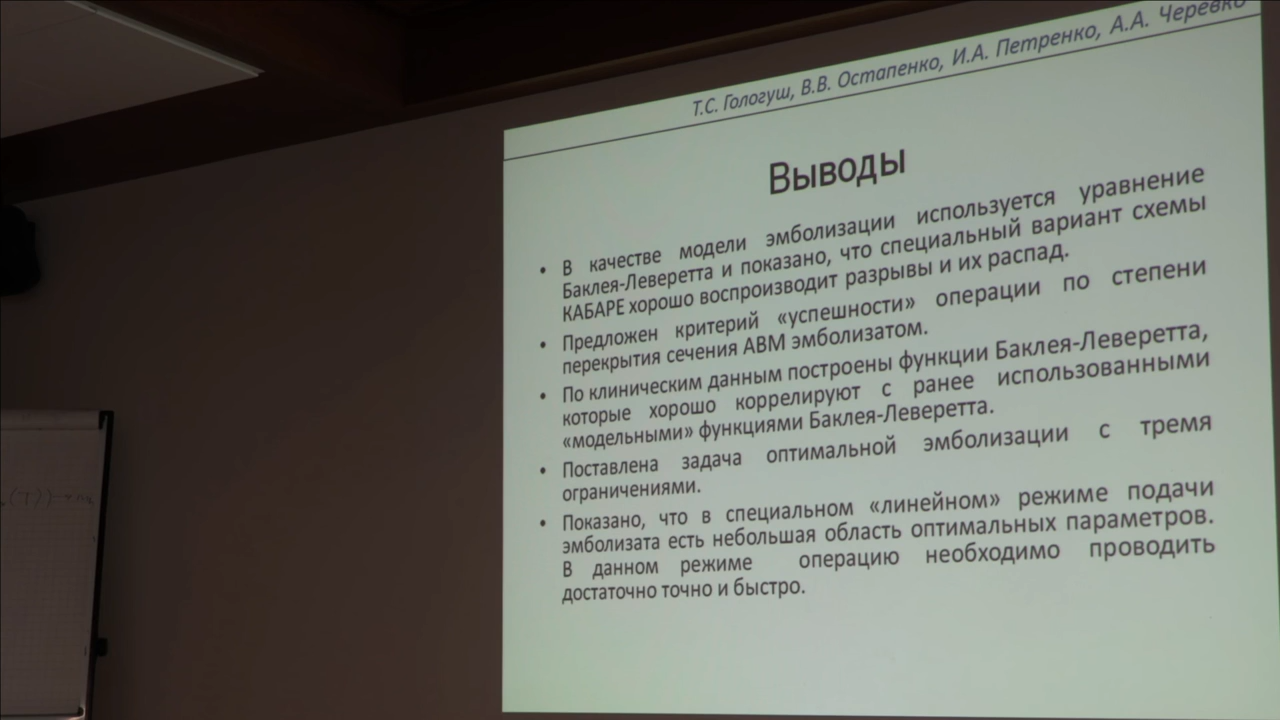 Т.С. Гологуш, В.В. Остапенко, И.А. Петренко, А.А. Черевко
Выводы
• В качестве модели эмболизации используется уравнение
Баклея-Леверетта и показано, что специальный вариант схемы
КАБАРЕ хорошо воспроизводит разрывы и их распад.
• Предложен критерий «успешности» операции по степени
перекрытия сечения АВМ эмболизатом.
• По клиническим данным построены функции Баклея-Леверетта,
которые хорошо коррелируют с ранее использованными
«модельными» функциями Баклея-Леверетта.
• Поставлена задача оптимальной эмболизации с тремя
ограничениями.
• Показано, что в специальном «линейном» режиме подачи
эмболизата есть небольшая область оптимальных параметров.
В данном режиме операцию необходимо проводить
достаточно точно и быстро.